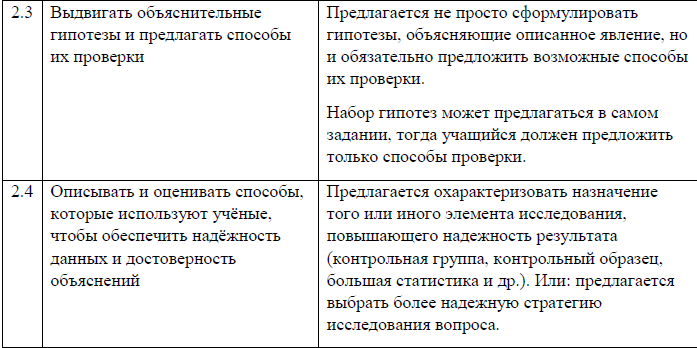 2.3
Выдвигать объяснительные
гипотезы и предлагать способы
их проверки
Предлагается не просто сформулировать
гипотезы, объясняющие описанное явление, но
и обязательно предложить возможные способы
их проверки.
Набор гипотез может предлагаться в самом
задании, тогда учащийся должен предложить
только способы проверки.
2.4
Описывать и оценивать способы,
которые используют учёные,
чтобы обеспечить надёжность
данных и достоверность
объяснений
Предлагается охарактеризовать назначение
того или иного элемента исследования,
повышающего надежность результата
(контрольная группа, контрольный образец,
большая статистика и др.). Или: предлагается
выбрать более надежную стратегию
исследования вопроса.